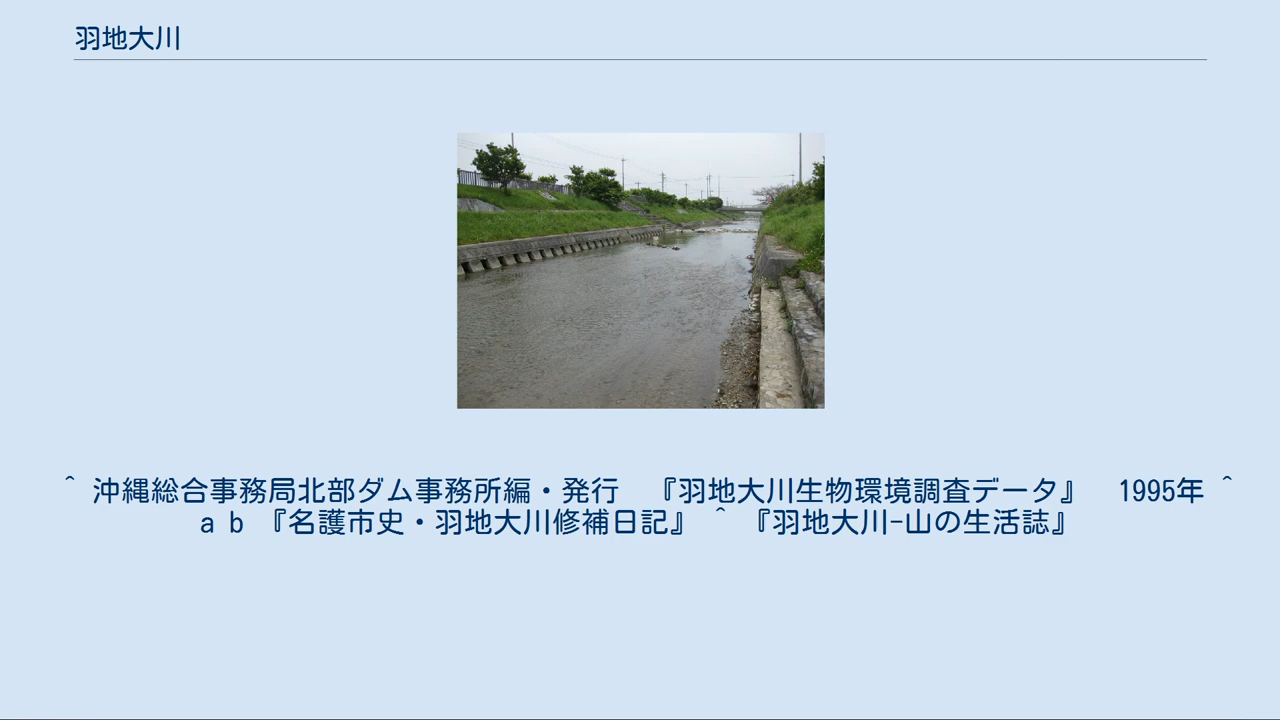 羽地大川
^ 沖縄総合事務局北部ダム事務所編・発行　『羽地大川生物環境調査データ』　1995年 ^
a b 『名護市史・羽地大川修補日記』 ^ 『羽地大川-山の生活誌』